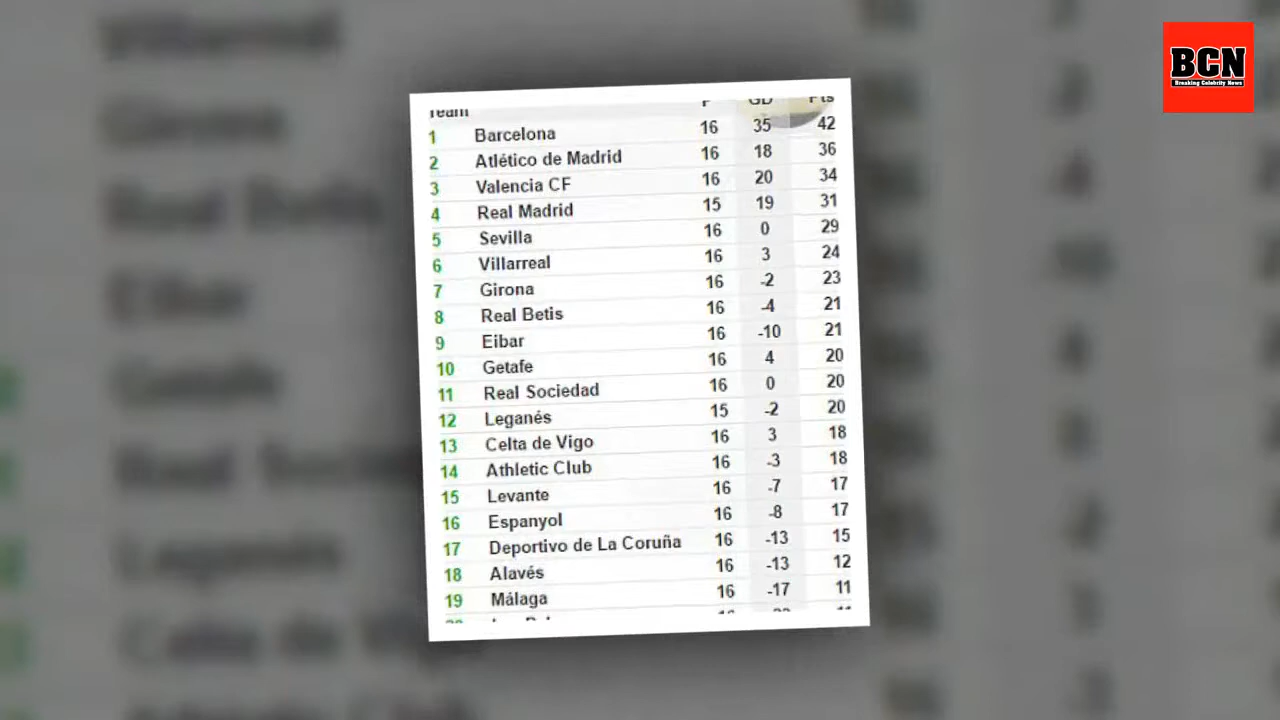 BCN
Breaking Celebrity News
Team P GD Pts
1 Barcelona 16 35 42
2 Atlético de Madrid 16 18 36
3 Valencia CF 16 20 34
4 Real Madrid 15 19 31
5 Sevilla 16 0 29
6 Villarreal 16 3 24
7 Girona 16 -2 23
8 Real Betis 16 -4 21
9 Eibar 16 -10 21
10 Getafe 16 4 20
11 Real Sociedad 16 0 20
12 Leganés 15 -2 20
13 Celta de Vigo 16 3 18
14 Athletic Club 16 -3 18
15 Levante 16 -7 17
16 Espanyol 16 -8 17
17 Deportivo de La Coruña 16 -13 15
18 Alavés 16 -13 12
19 Málaga 16 -17 11